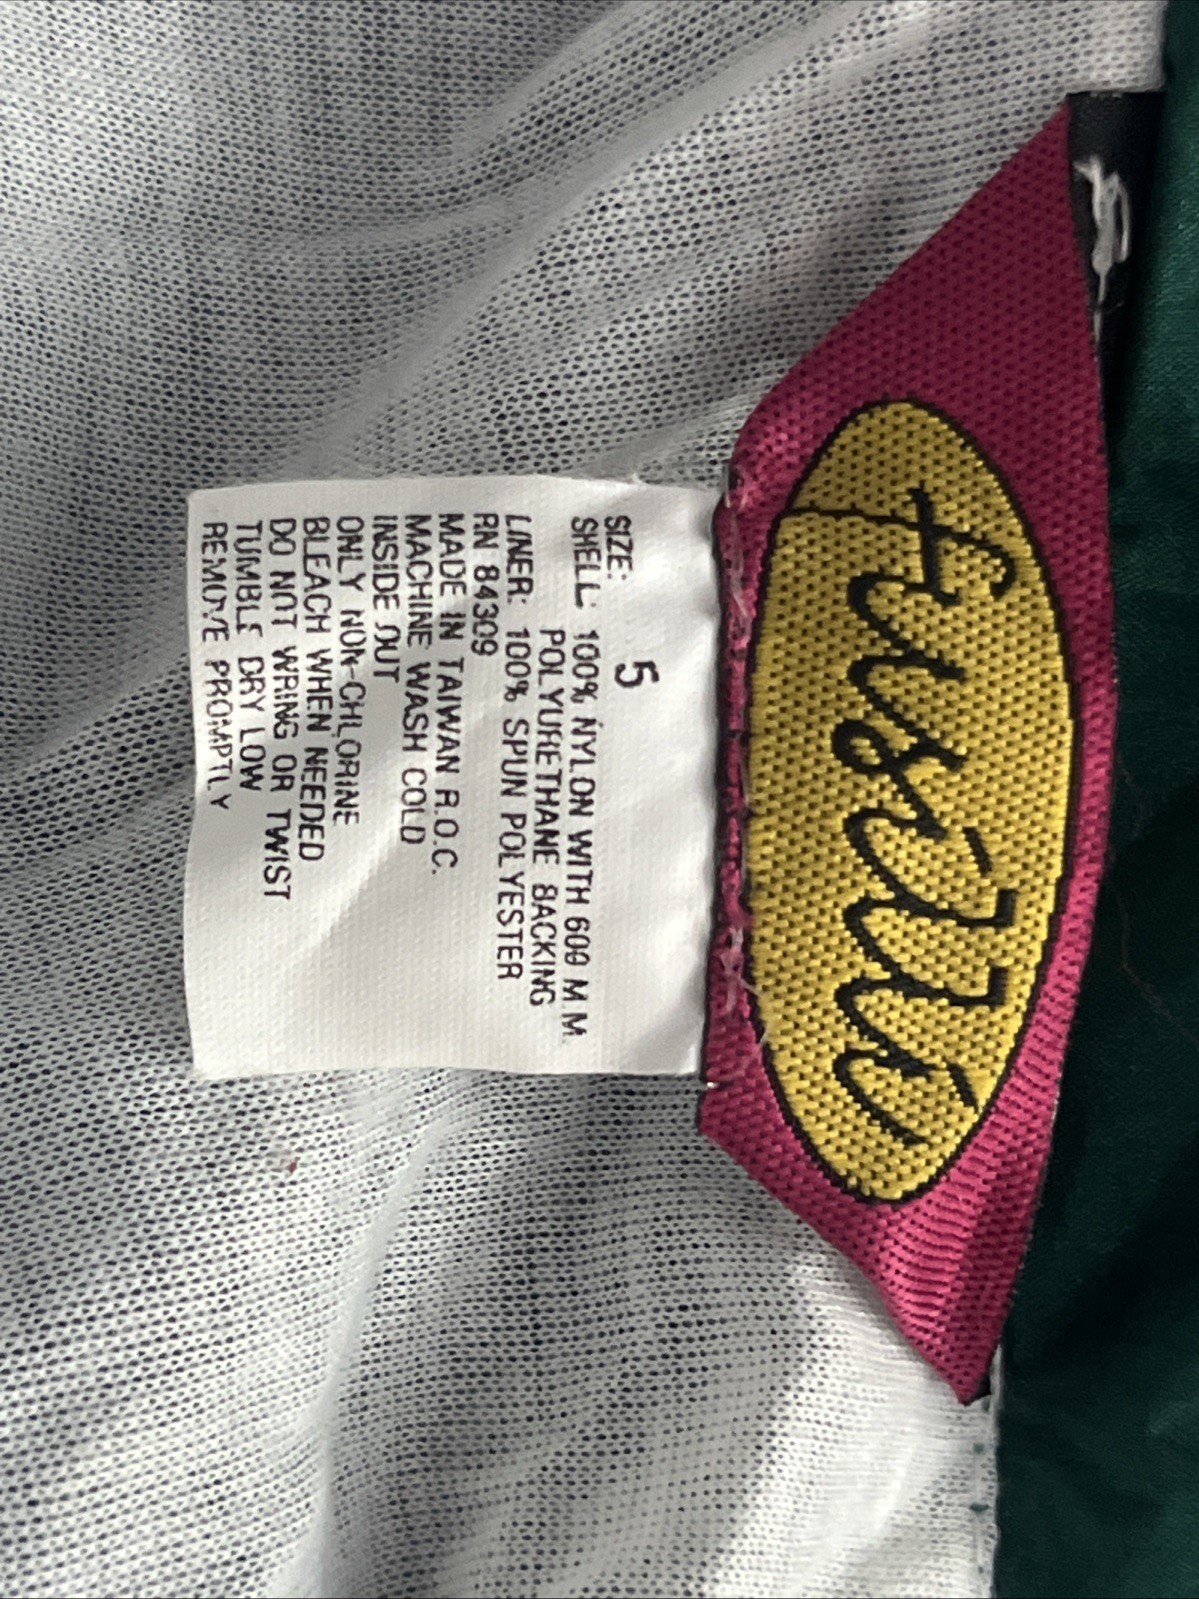 SIZE: 5
SHELL: 100% NYLON WITH 600 M M.
POLYURETHANE BACKING
LINER: 100% SPUN POLYESTER
RN 84309
MADE IN TAIWAN R.O.C.
MACHINE WASH COLD
INSIDE OUT
ONLY NON-CHLORINE
BLEACH WHEN NEEDED
DO NOT WRING OR TWIST
TUMBLE DRY LOW
REMOVE PROMPTLY